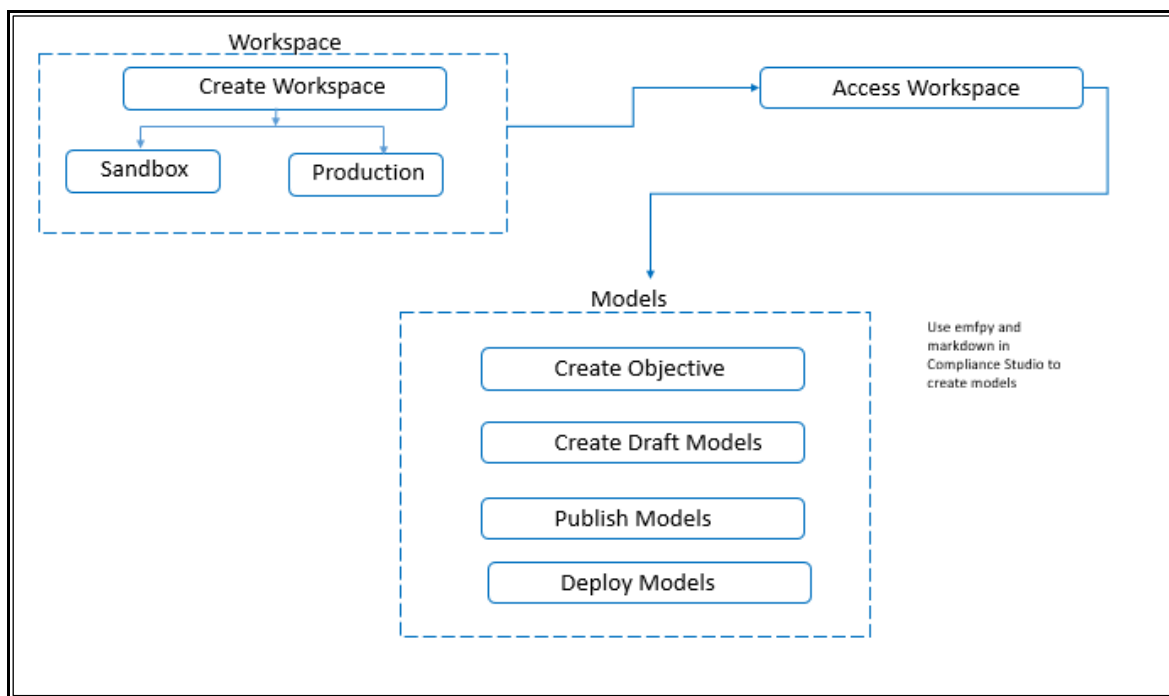 Workspace
Create Workspace
Access Workspace
Sandbox
Production
Models
Create Objective
Use emfpy and
markdown in
Compliance Studio to
create models
Create Draft Models
Publish Models
Deploy Models